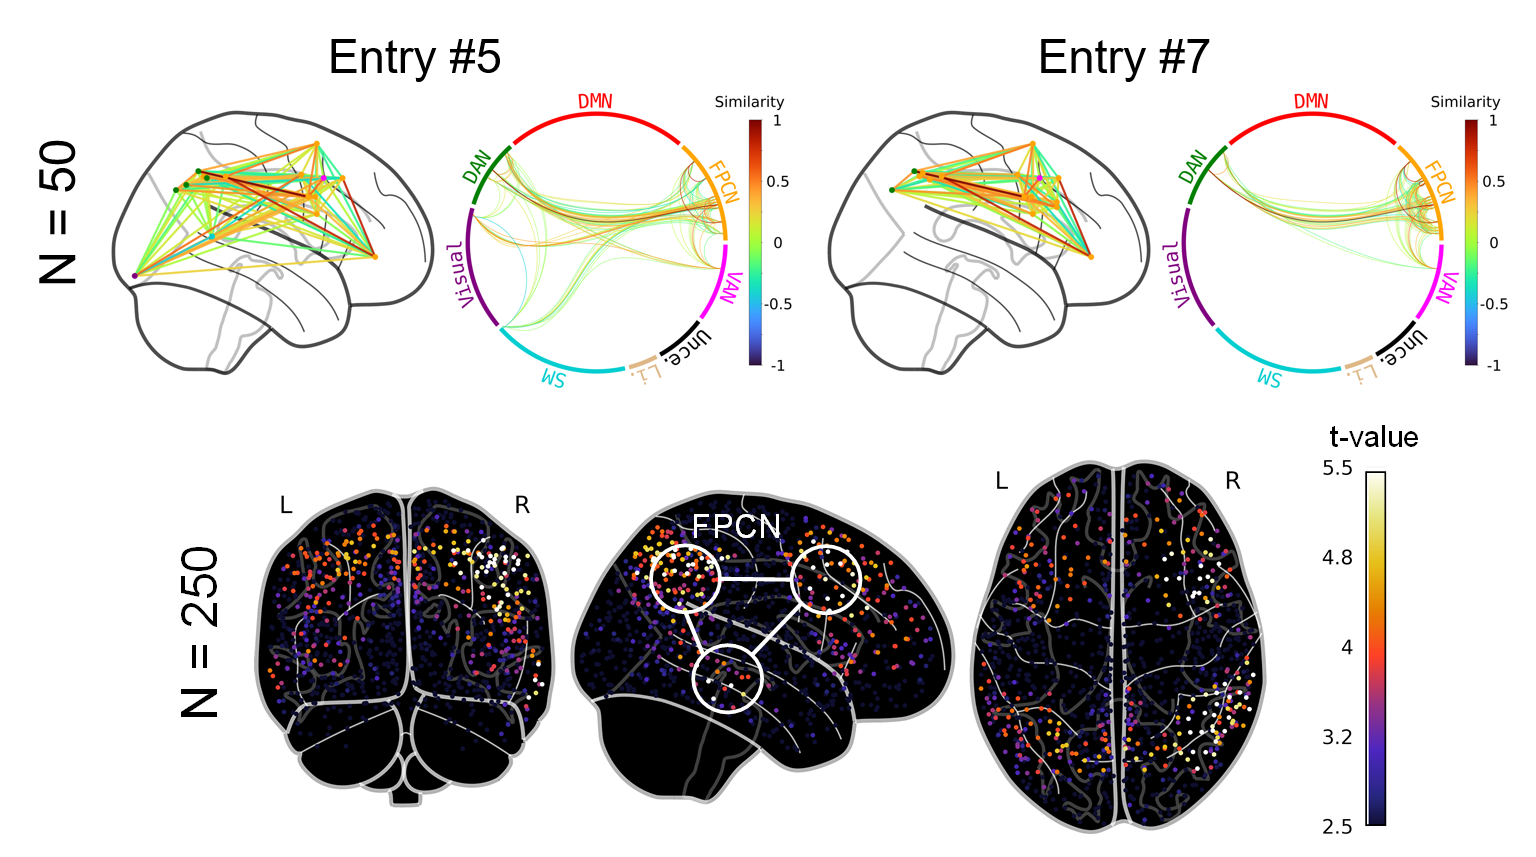 Entry #5
Entry #7
N = 50
DMN
DAN
FPCN
Visual
VAN
SM
Li.
Unce.
Similarity
1
0.5
0
-0.5
-1
DMN
DAN
FPCN
Visual
VAN
SM
Li.
Unce.
Similarity
1
0.5
0
-0.5
-1
N = 250
L
R
FPCN
L
R
t-value
5.5
4.8
4
3.2
2.5